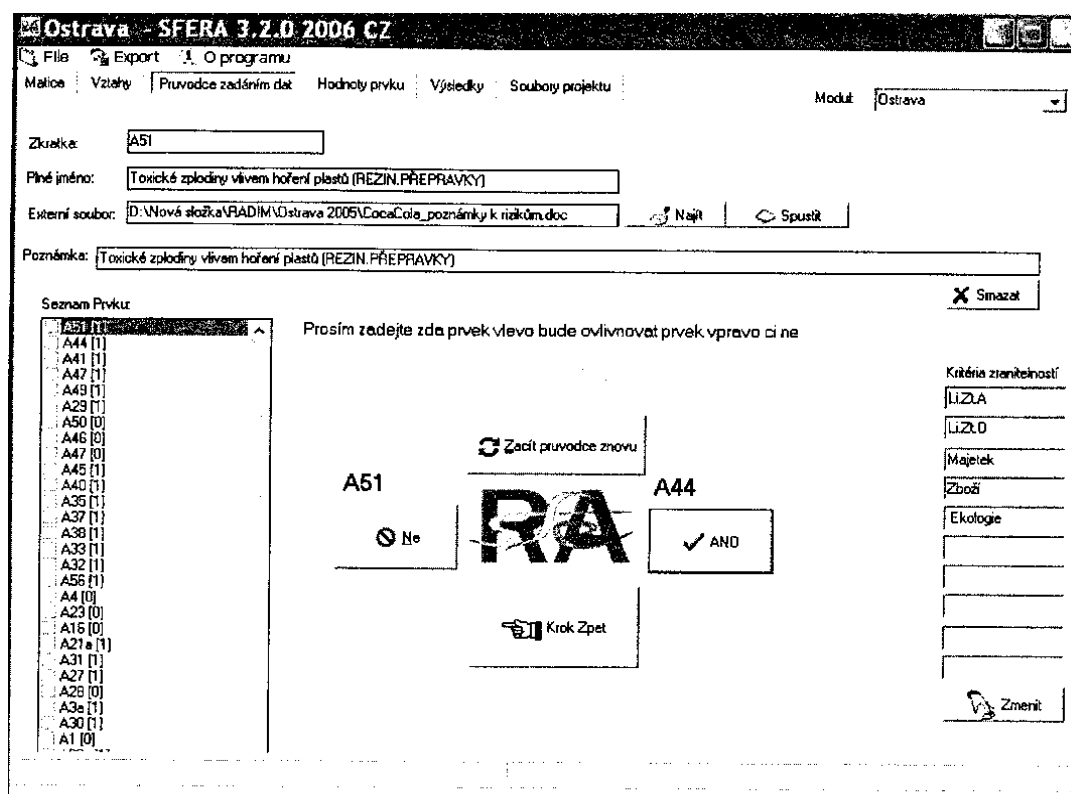 Ostrava - SFERA 3.2.0 2006 CZ
File Export O programu
Matice Vztahy Pruvodce zadáním dat Hodnoty prvku Výsledky Soubory projektu
Modul: Ostrava
Zkratka: A51
Plné jméno: Toxické zplodiny vlivem hoření plastů (REZIN.PŘEPRAVKY)
Externí soubor: D:\Nová složka\RADIM\Ostrava 2005\CocaCola_poznámky k rizikům.doc Najít Spustit
Poznámka: Toxické zplodiny vlivem hoření plastů (REZIN.PŘEPRAVKY)
Smazat
Seznam Prvku:
Prosím zadejte zda prvek vlevo bude ovlivnovat prvek vpravo ci ne
A51 [1]
A44 [1]
A41 [1]
A47 [1]
A49 [1]
A29 [1]
A50 [0]
A46 [0]
A47 [0]
A45 [1]
A40 [1]
A35 [1]
A37 [1]
A38 [1]
A33 [1]
A32 [1]
A56 [1]
A4 [0]
A23 [0]
A16 [0]
A21a [1]
A31 [1]
A27 [1]
A28 [0]
A3a [1]
A30 [1]
A1 [0]
Zacít pruvodce znovu
A51
RA
A44
Ne
ANO
Krok Zpet
Kritéria zranitelností
Li.Zt.A
Li.Zt.O
Majetek
Zboží
Ekologie
Zmenit